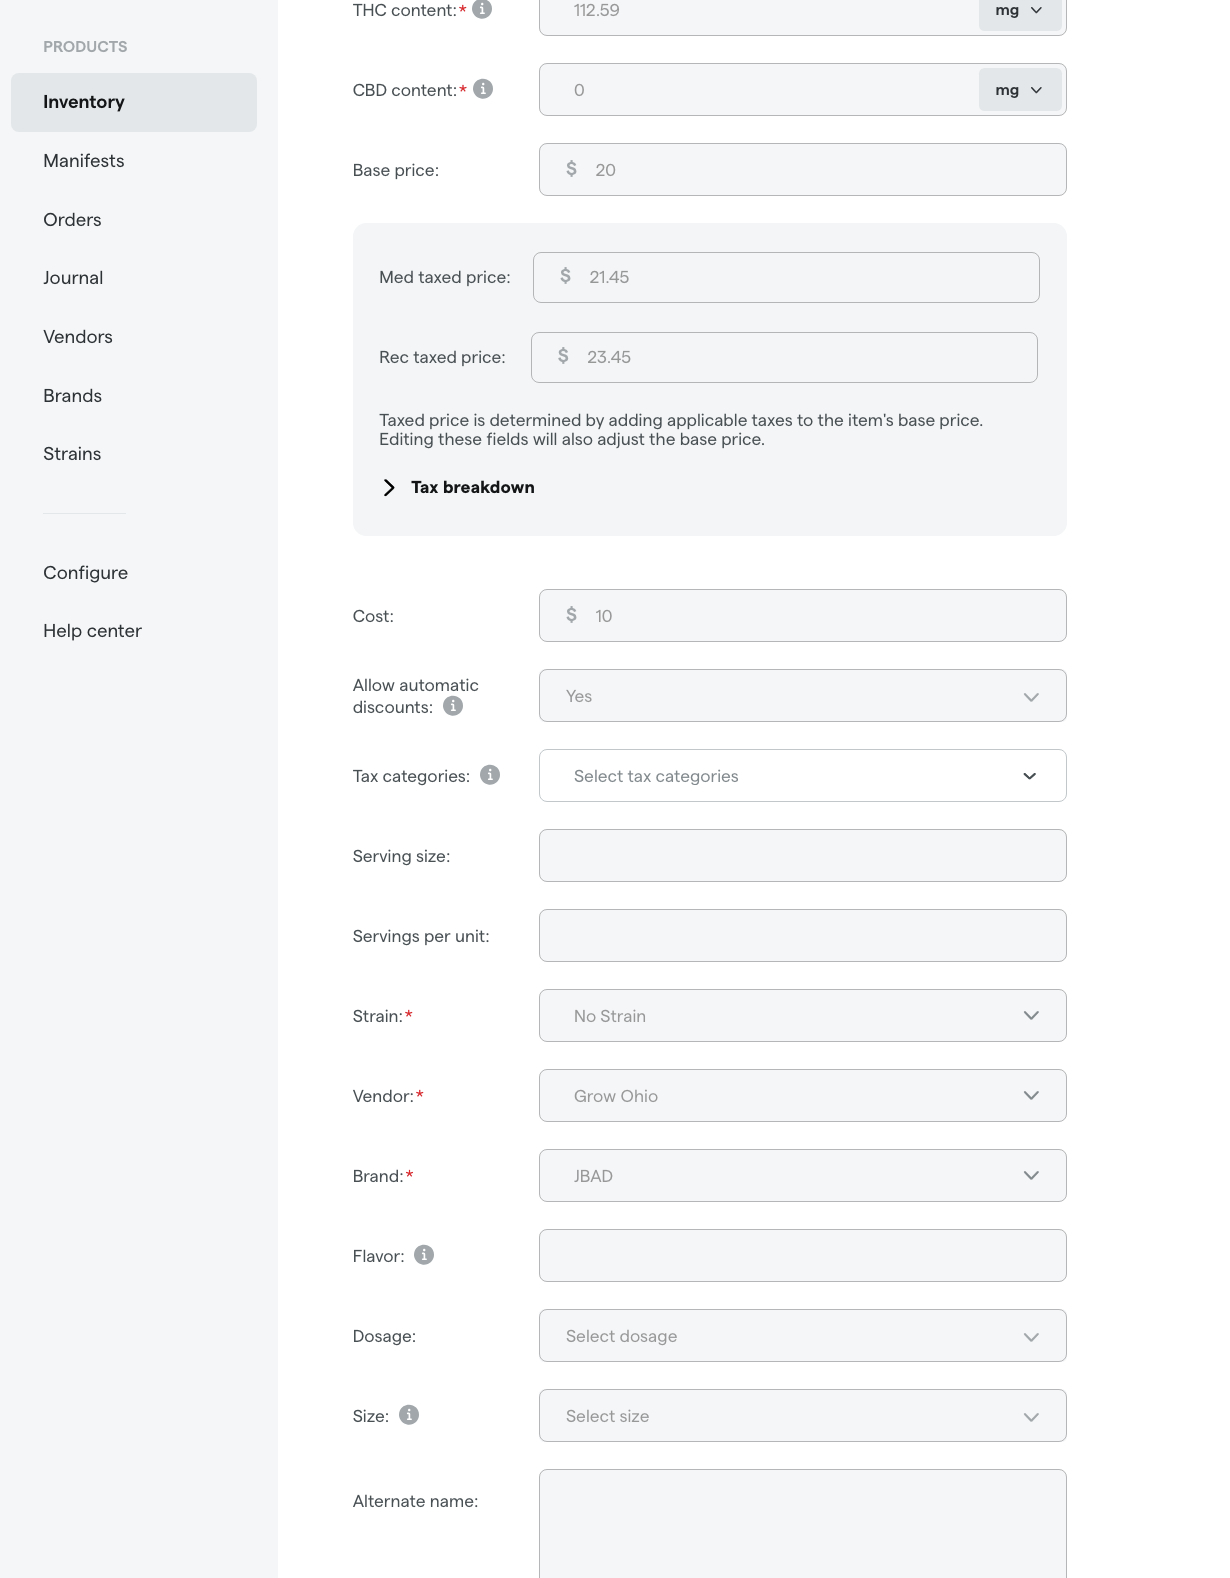 PRODUCTS
Inventory
Manifests
Orders
Journal
Vendors
Brands
Strains
Configure
Help center
THC content:* 112.59 mg
CBD content:* 0 mg
Base price: $ 20
Med taxed price: $ 21.45
Rec taxed price: $ 23.45
Taxed price is determined by adding applicable taxes to the item's base price.
Editing these fields will also adjust the base price.
Tax breakdown
Cost: $ 10
Allow automatic
discounts: Yes
Tax categories: Select tax categories
Serving size:
Servings per unit:
Strain:* No Strain
Vendor:* Grow Ohio
Brand:* JBAD
Flavor:
Dosage: Select dosage
Size: Select size
Alternate name: